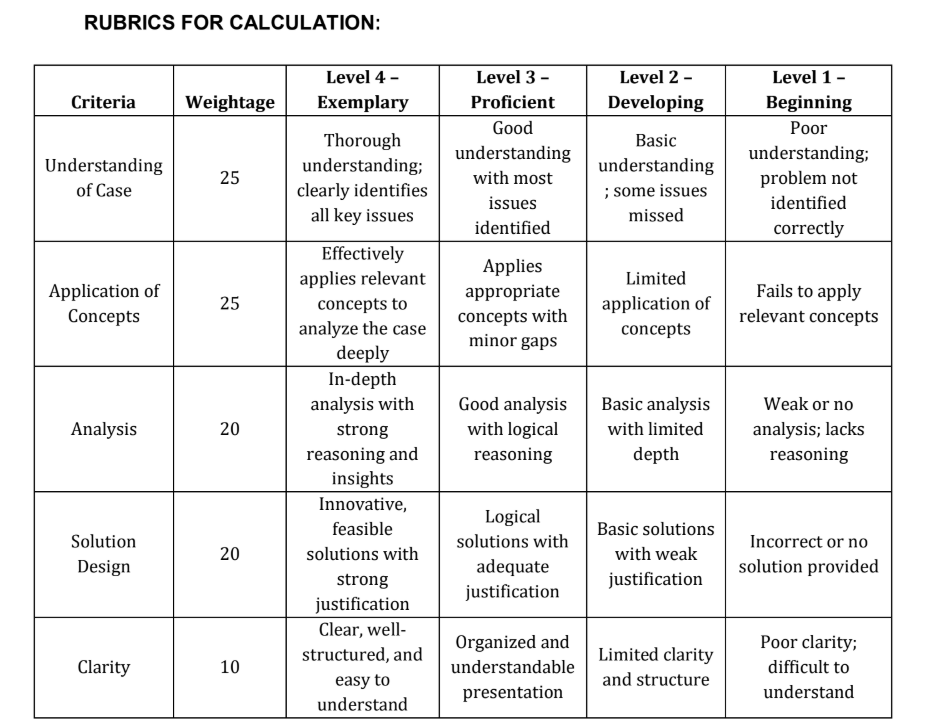 RUBRICS FOR CALCULATION:
Criteria Weightage Level 4 – Exemplary Level 3 – Proficient Level 2 – Developing Level 1 – Beginning
Understanding of Case 25 Thorough understanding; clearly identifies all key issues Good understanding with most issues identified Basic understanding ; some issues missed Poor understanding; problem not identified correctly
Application of Concepts 25 Effectively applies relevant concepts to analyze the case deeply Applies appropriate concepts with minor gaps Limited application of concepts Fails to apply relevant concepts
Analysis 20 In-depth analysis with strong reasoning and insights Good analysis with logical reasoning Basic analysis with limited depth Weak or no analysis; lacks reasoning
Solution Design 20 Innovative, feasible solutions with strong justification Logical solutions with adequate justification Basic solutions with weak justification Incorrect or no solution provided
Clarity 10 Clear, well-structured, and easy to understand Organized and understandable presentation Limited clarity and structure Poor clarity; difficult to understand